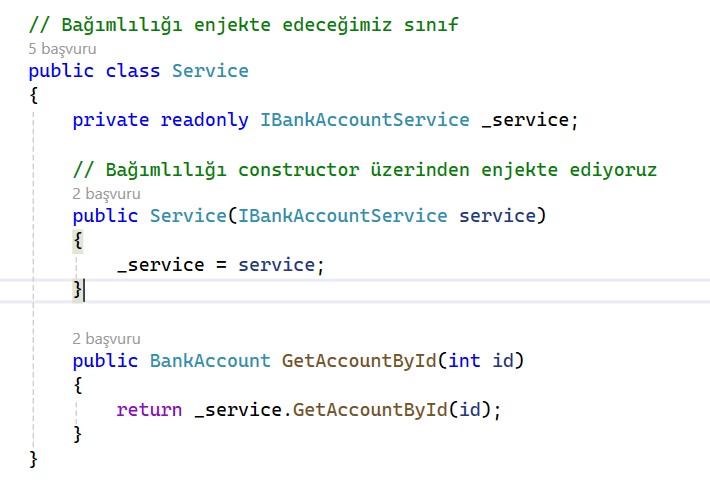 // Bağımlılığı enjekte edeceğimiz sınıf
5 başvuru
public class Service
{
private readonly IBankAccountService _service;
// Bağımlılığı constructor üzerinden enjekte ediyoruz
2 başvuru
public Service(IBankAccountService service)
{
_service = service;
}
2 başvuru
public BankAccount GetAccountById(int id)
{
return _service.GetAccountById(id);
}
}